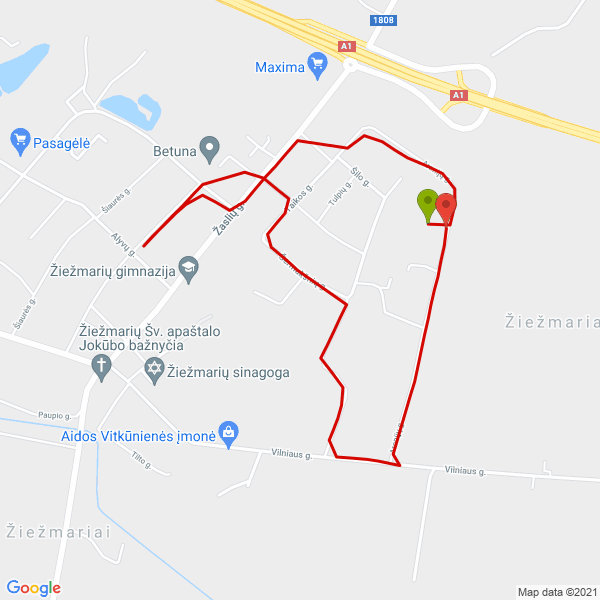 1808
A1
Maxima
A1
Pasagėlė
Betuna
Šilo g.
Tulpių g.
Taikos g.
Šiaurės g.
Alyvų g.
Žaslių g.
Žiežmarių gimnazija
Šiaurės g.
Žiežmariai
Žiežmarių Šv. apaštalo
Jokūbo bažnyčia
Žiežmarių sinagoga
Paupio g.
Aidos Vitkūnienės įmonė
Tilto g.
Vilniaus g.
Vilniaus g.
Žiežmariai
Google
Map data ©2021